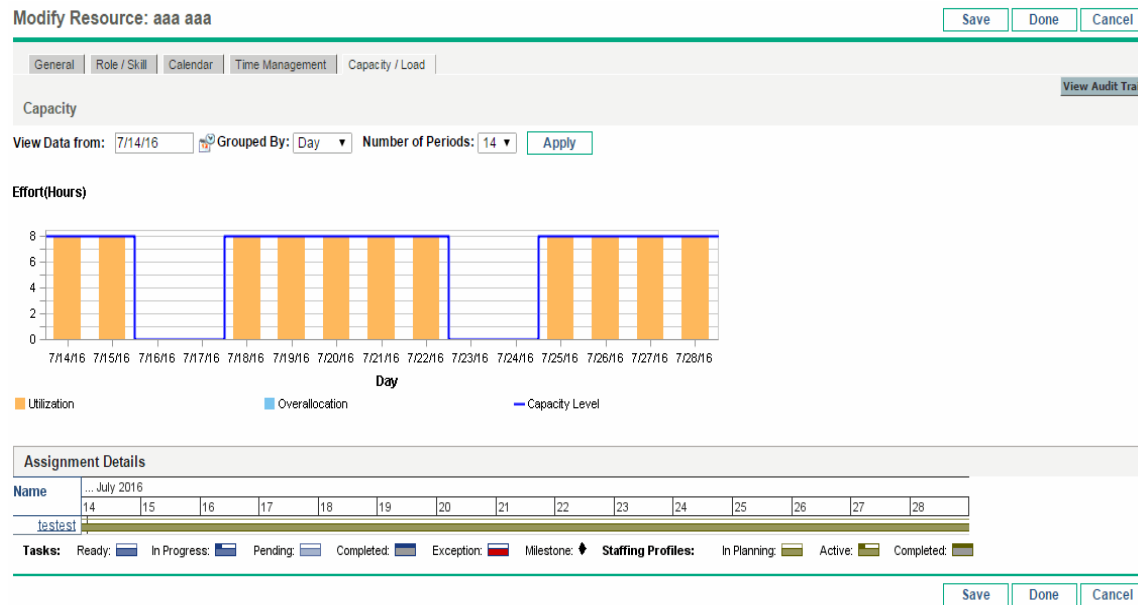 Modify Resource: aaa aaa
Save Done Cancel
General Role / Skill Calendar Time Management Capacity / Load
View Audit Tra
Capacity
View Data from: 7/14/16 Grouped By: Day Number of Periods: 14 Apply
Effort(Hours)
8
6
4
2
0
7/14/16 7/15/16 7/16/16 7/17/16 7/18/16 7/19/16 7/20/16 7/21/16 7/22/16 7/23/16 7/24/16 7/25/16 7/26/16 7/27/16 7/28/16
Day
Utilization Overallocation Capacity Level
Assignment Details
Name ... July 2016
14 15 16 17 18 19 20 21 22 23 24 25 26 27 28
testest
Tasks: Ready: In Progress: Pending: Completed: Exception: Milestone: Staffing Profiles: In Planning: Active: Completed:
Save Done Cancel